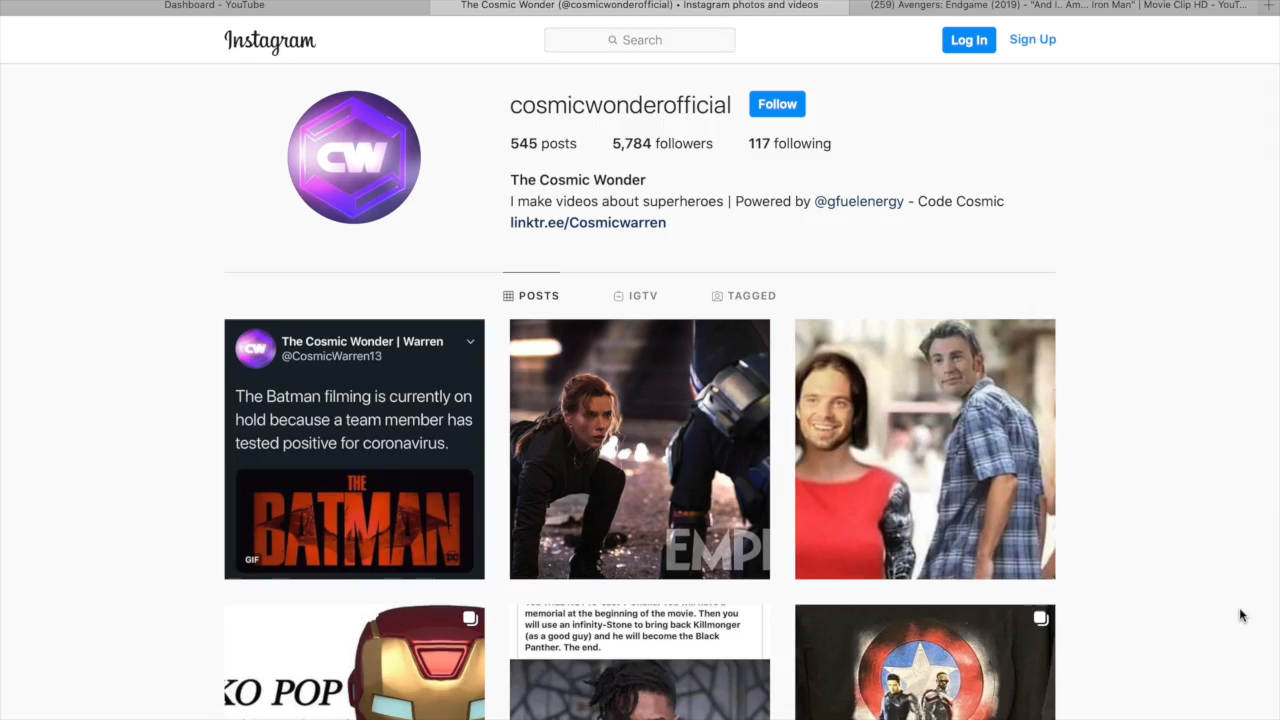 Dashboard - YouTube
The Cosmic Wonder (@cosmicwonderofficial) • Instagram photos and videos
(259) Avengers: Endgame (2019) - "And I.. Am... Iron Man" | Movie Clip HD - YouT...
Instagram
Search
Log In
Sign Up
CW
cosmicwonderofficial
Follow
545 posts
5,784 followers
117 following
The Cosmic Wonder
I make videos about superheroes | Powered by @gfuelenergy - Code Cosmic
linktr.ee/Cosmicwarren
POSTS
IGTV
TAGGED
CW
The Cosmic Wonder | Warren
@CosmicWarren13
The Batman filming is currently on
hold because a team member has
tested positive for coronavirus.
THE
BATMAN
GIF
DC
EMPI
KO POP
memorial at the beginning of the movie. Then you
will use an infinity-Stone to bring back Killmonger
(as a good guy) and he will become the Black
Panther. The end.